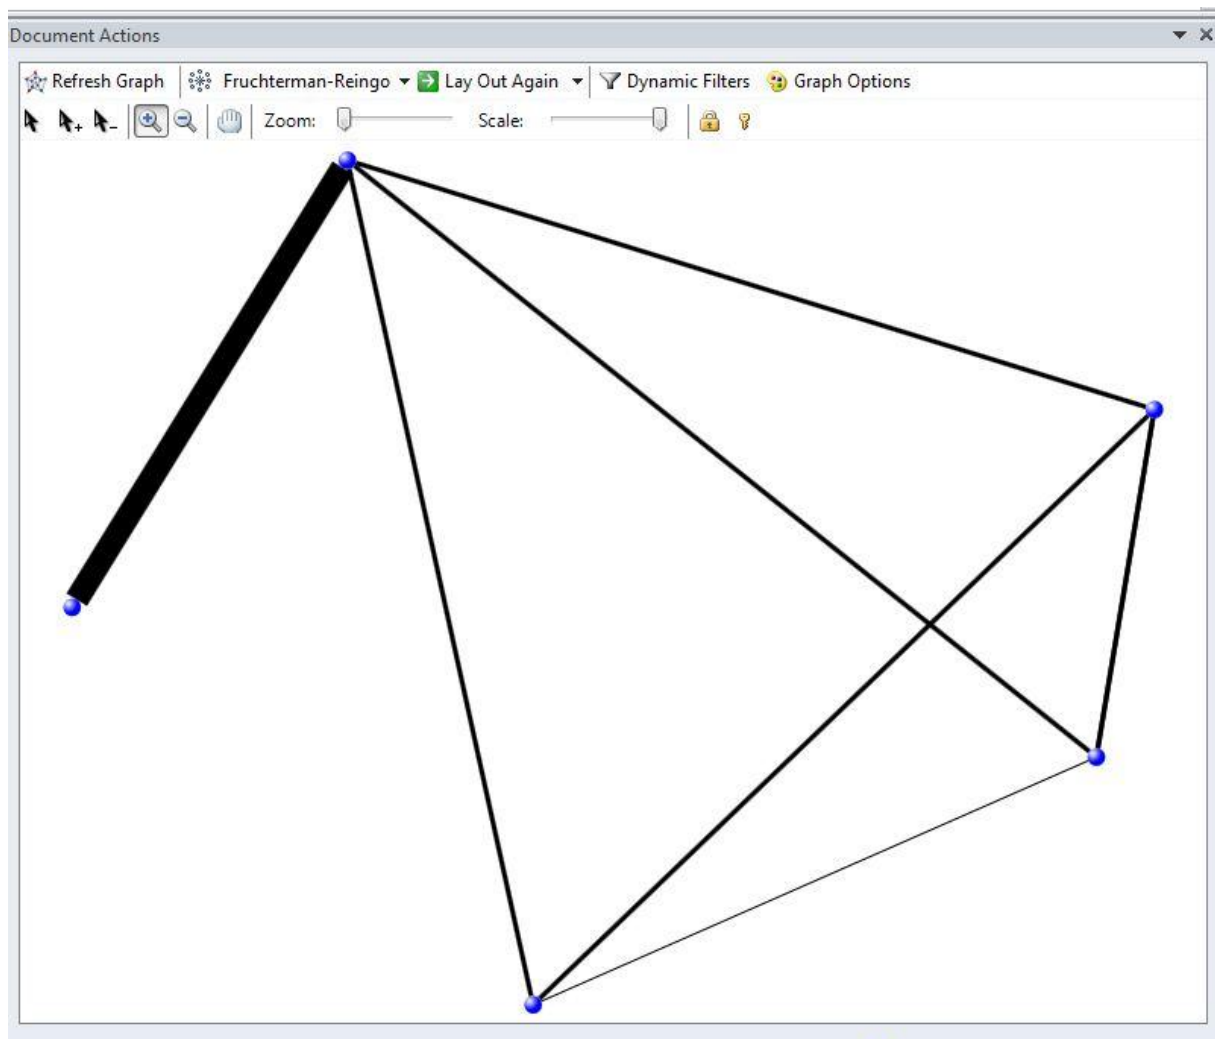 Document Actions
Refresh Graph Fruchterman-Reingo Lay Out Again Dynamic Filters Graph Options
Zoom: Scale: